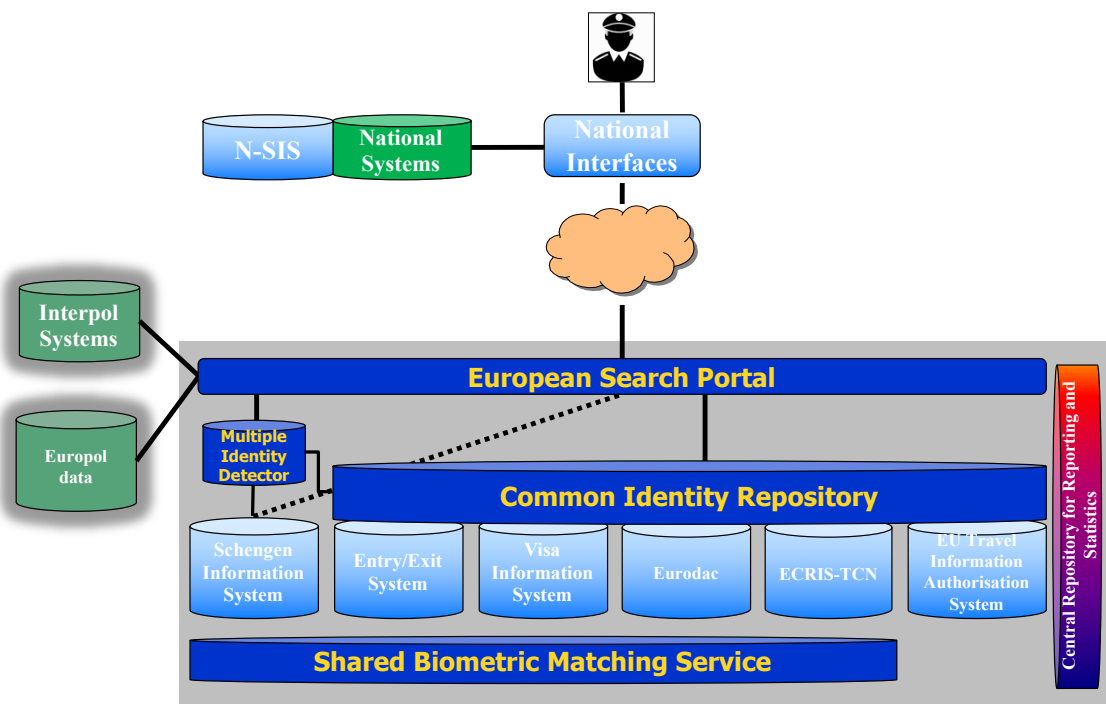 N-SIS
National
Systems
National
Interfaces
Interpol
Systems
Europol
data
European Search Portal
Multiple
Identity
Detector
Common Identity Repository
Schengen
Information
System
Entry/Exit
System
Visa
Information
System
Eurodac
ECRIS-TCN
EU Travel
Information
Authorisation
System
Shared Biometric Matching Service
Central Repository for Reporting and
Statistics